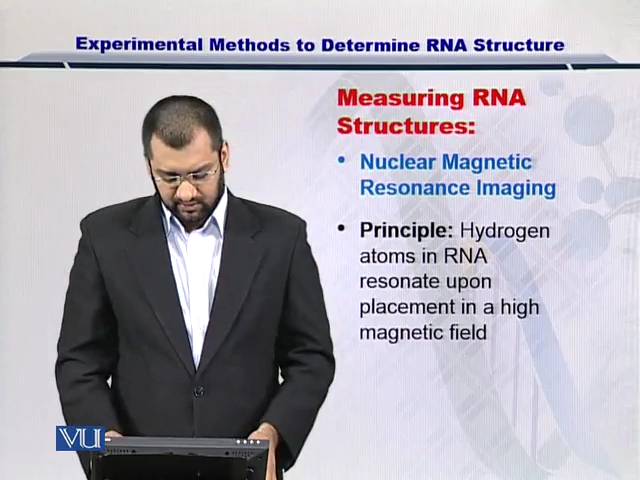 Experimental Methods to Determine RNA Structure
Measuring RNA
Structures:
• Nuclear Magnetic
Resonance Imaging
• Principle: Hydrogen
atoms in RNA
resonate upon
placement in a high
magnetic field
VU